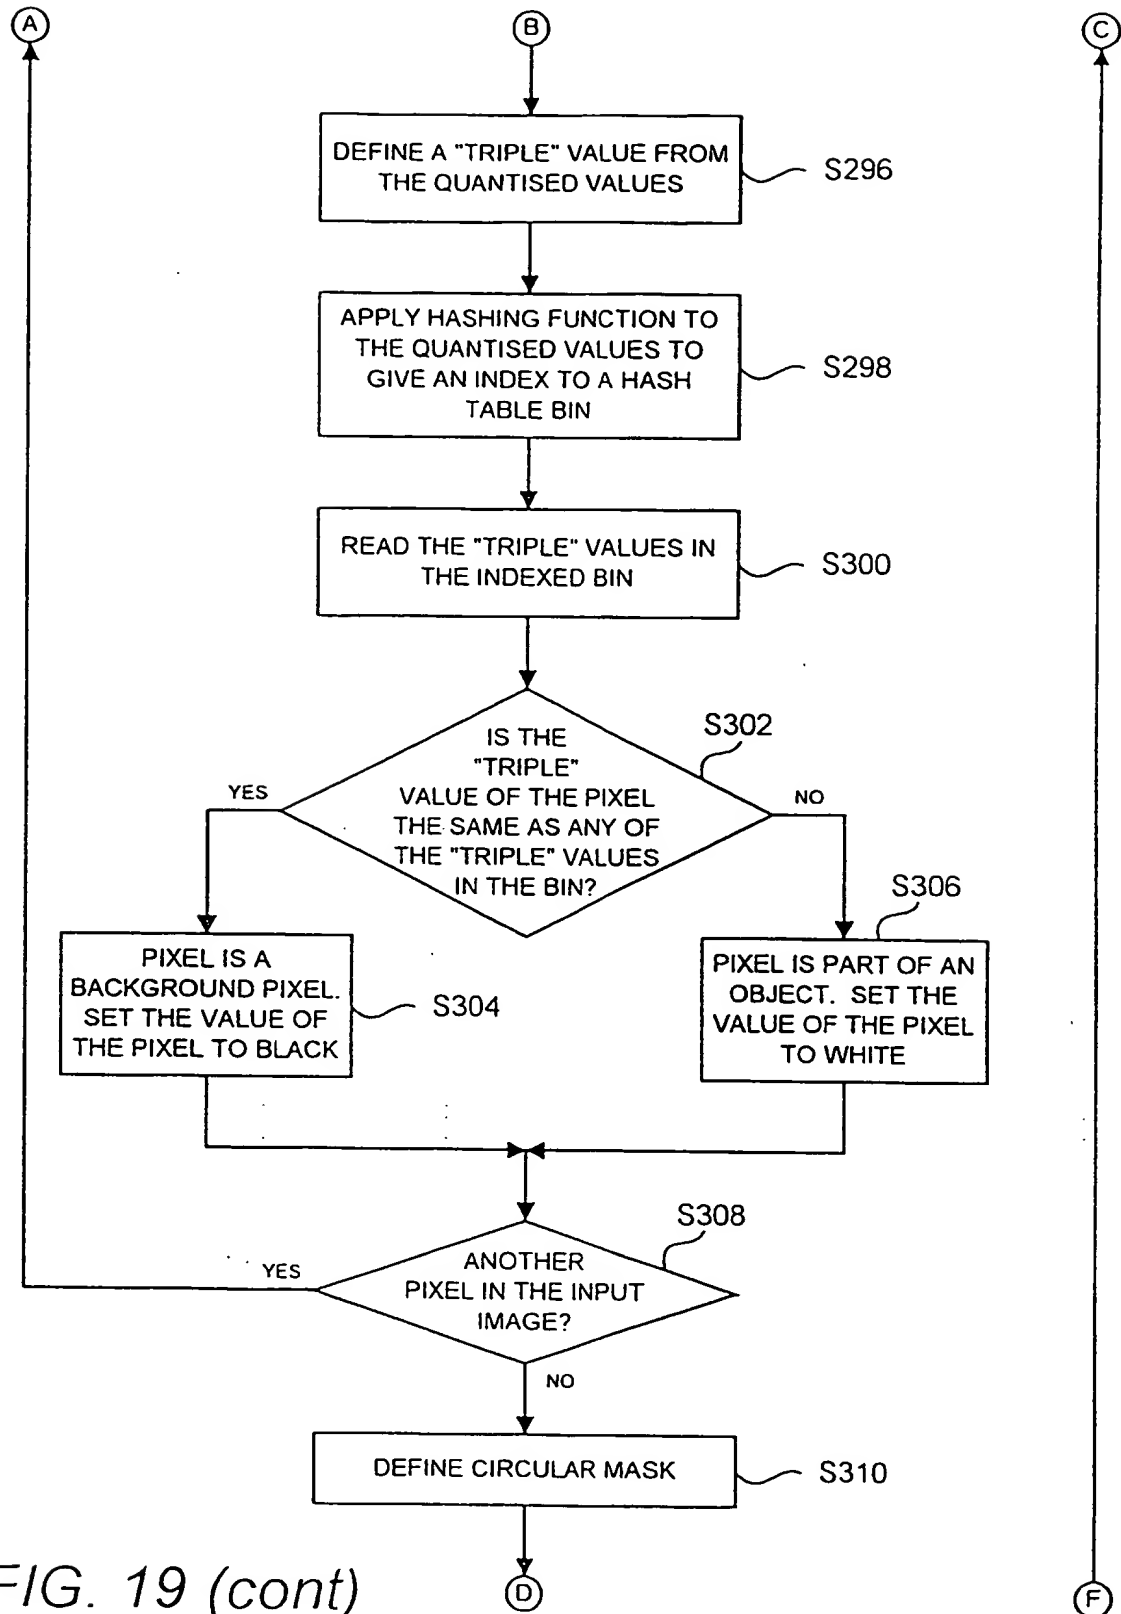 A
B
C
DEFINE A "TRIPLE" VALUE FROM
THE QUANTISED VALUES
S296
APPLY HASHING FUNCTION TO
THE QUANTISED VALUES TO
GIVE AN INDEX TO A HASH
TABLE BIN
S298
READ THE "TRIPLE" VALUES IN
THE INDEXED BIN
S300
IS THE
"TRIPLE"
VALUE OF THE PIXEL
THE SAME AS ANY OF
THE "TRIPLE" VALUES
IN THE BIN?
S302
YES
NO
PIXEL IS A
BACKGROUND PIXEL.
SET THE VALUE OF
THE PIXEL TO BLACK
S304
S306
PIXEL IS PART OF AN
OBJECT. SET THE
VALUE OF THE PIXEL
TO WHITE
S308
ANOTHER
PIXEL IN THE INPUT
IMAGE?
YES
NO
DEFINE CIRCULAR MASK
S310
FIG. 19 (cont)
D
F